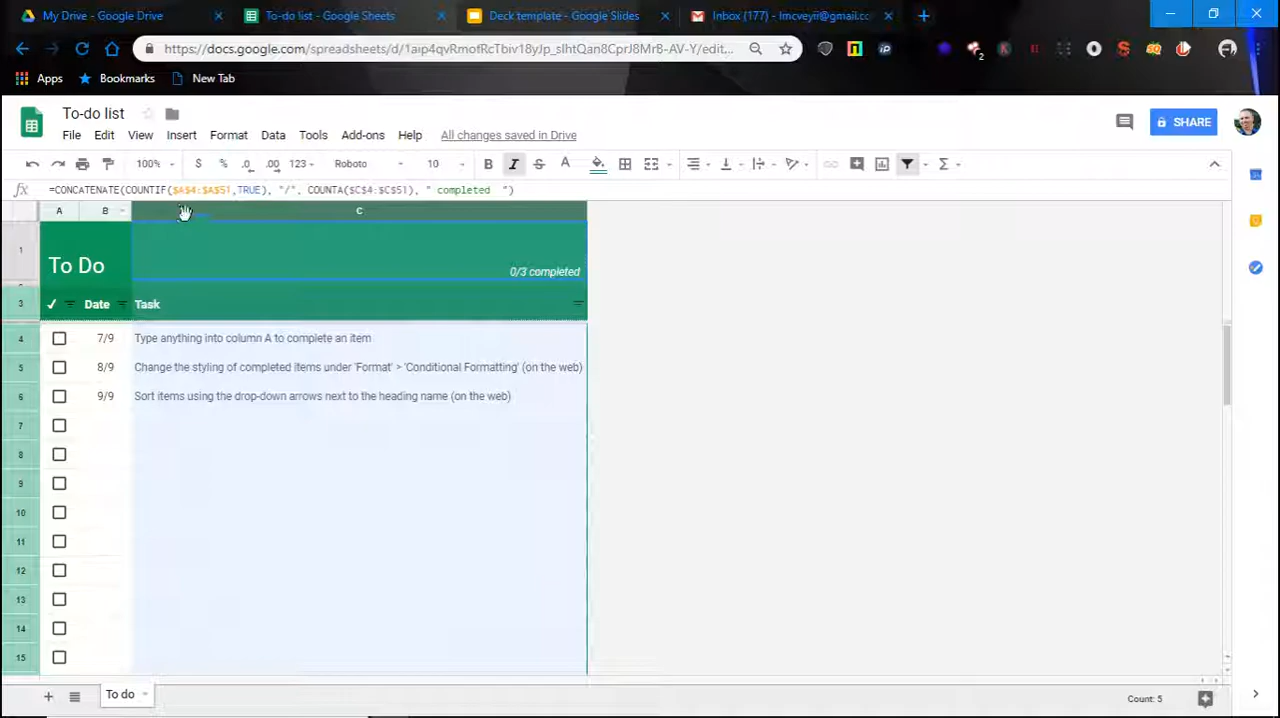 My Drive - Google Drive
To-do list - Google Sheets
Deck template - Google Slides
Inbox (177) - lmcveyir@gmail.cc
https://docs.google.com/spreadsheets/d/1aip4qvRmofRcTbiv18yJp_slhtQan8CprJ8Mr8-AV-Y/edit...
2
Apps
Bookmarks
New Tab
To-do list
File Edit View Insert Format Data Tools Add-ons Help All changes saved in Drive
SHARE
100% $ % .0 .00 123 Roboto 10 B I S A Σ
fx =CONCATENATE(COUNTIF($A$4:$A$51,TRUE), "/", COUNTA($C$4:$C$51), " completed ")
A B C
1 To Do 0/3 completed
3 ✓ Date Task
4 7/9 Type anything into column A to complete an item
5 8/9 Change the styling of completed items under 'Format' > 'Conditional Formatting' (on the web)
6 9/9 Sort items using the drop-down arrows next to the heading name (on the web)
7
8
9
10
11
12
13
14
15
To do
Count: 5